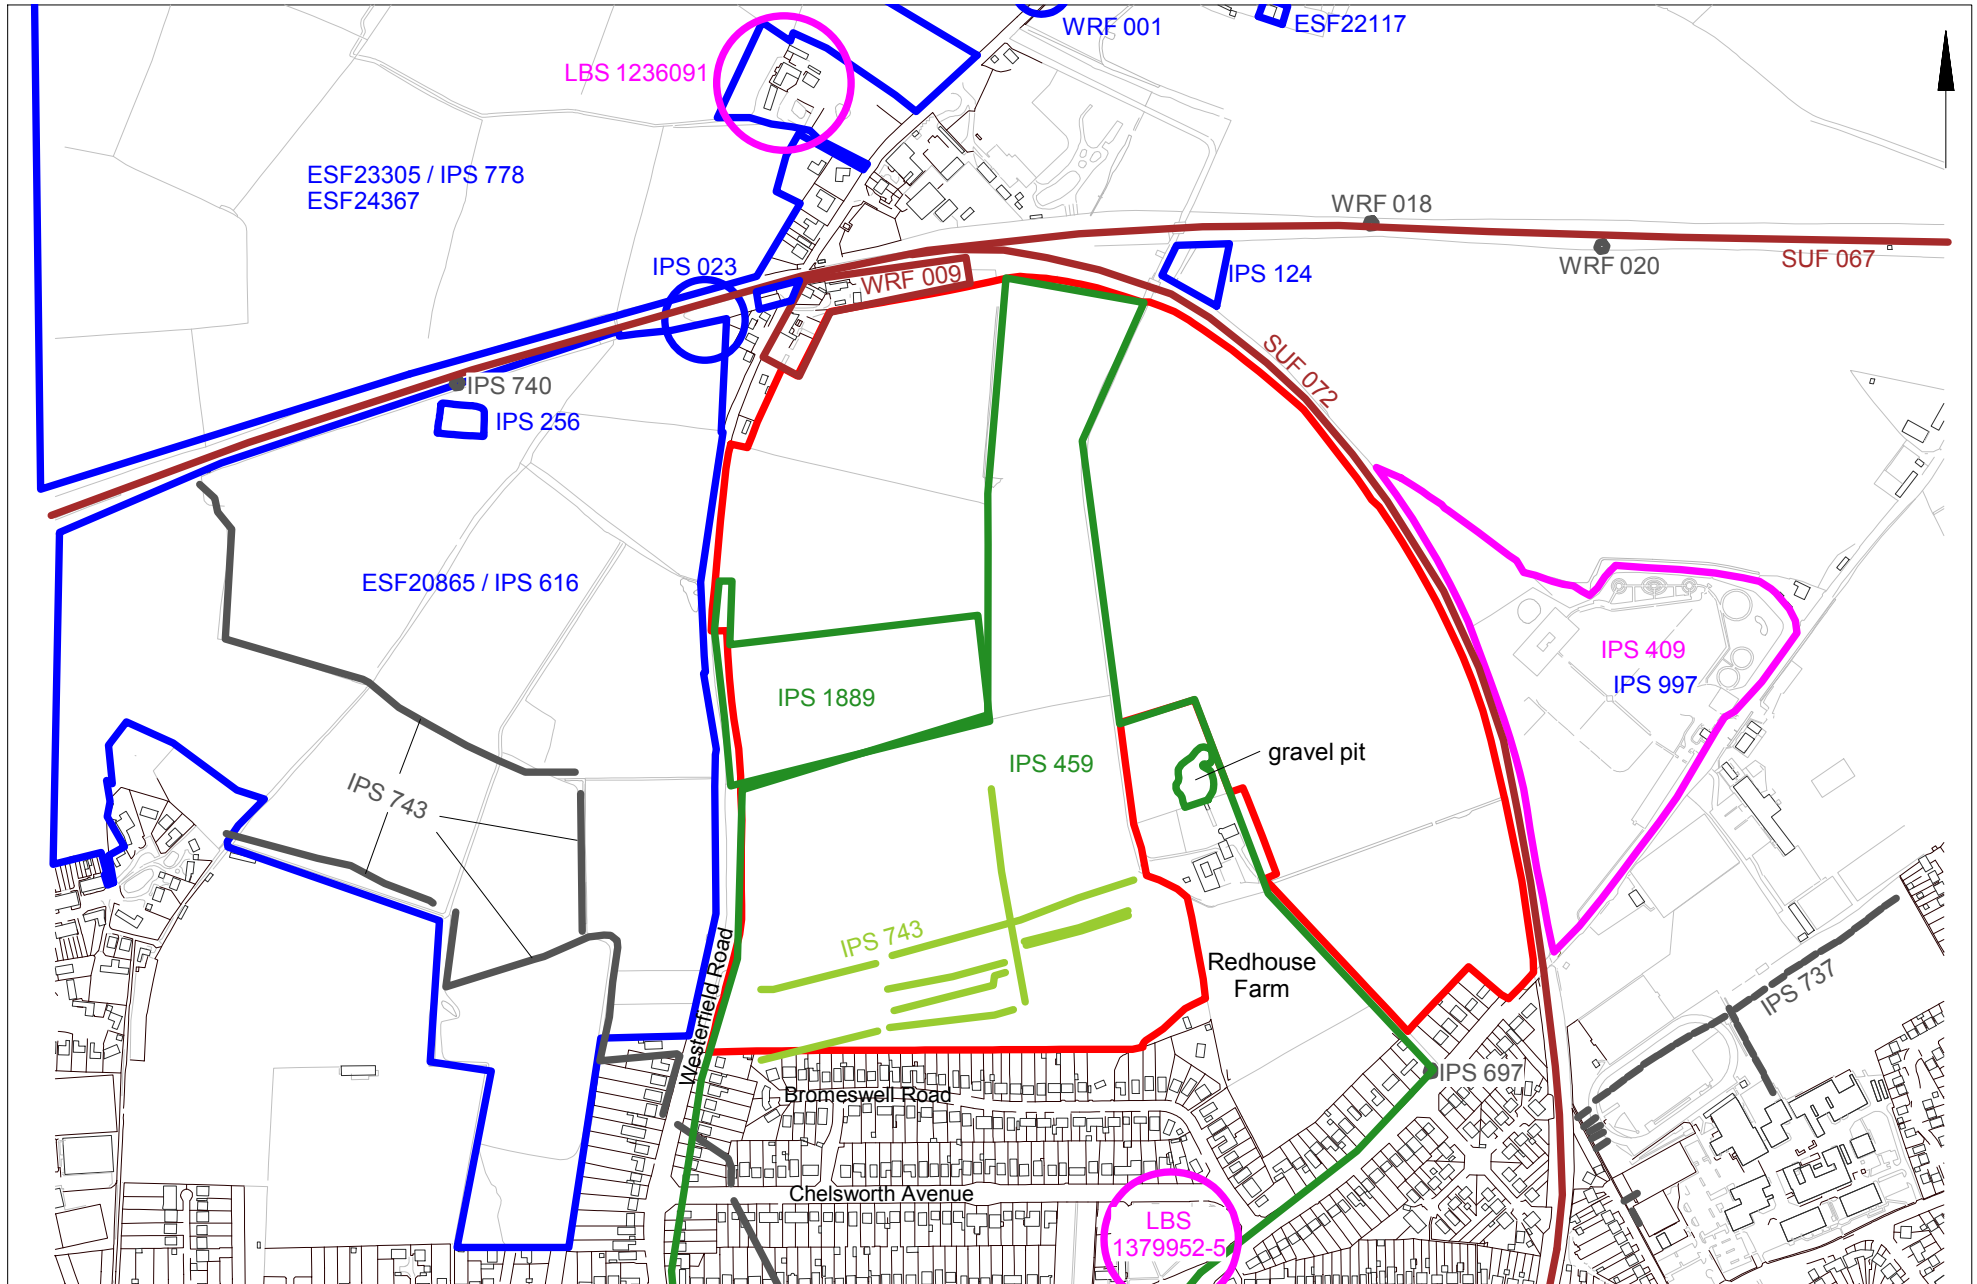 WRF 001
ESF22117
LBS 1236091
ESF23305 / IPS 778
ESF24367
WRF 018
WRF 020
SUF 067
IPS 023
WRF 009
IPS 124
SUF 072
IPS 740
IPS 256
ESF20865 / IPS 616
IPS 409
IPS 997
IPS 1889
IPS 459
gravel pit
IPS 743
IPS 743
Redhouse
Farm
Westerfield Road
IPS 737
IPS 697
Bromeswell Road
Chelsworth Avenue
LBS
1379952-5